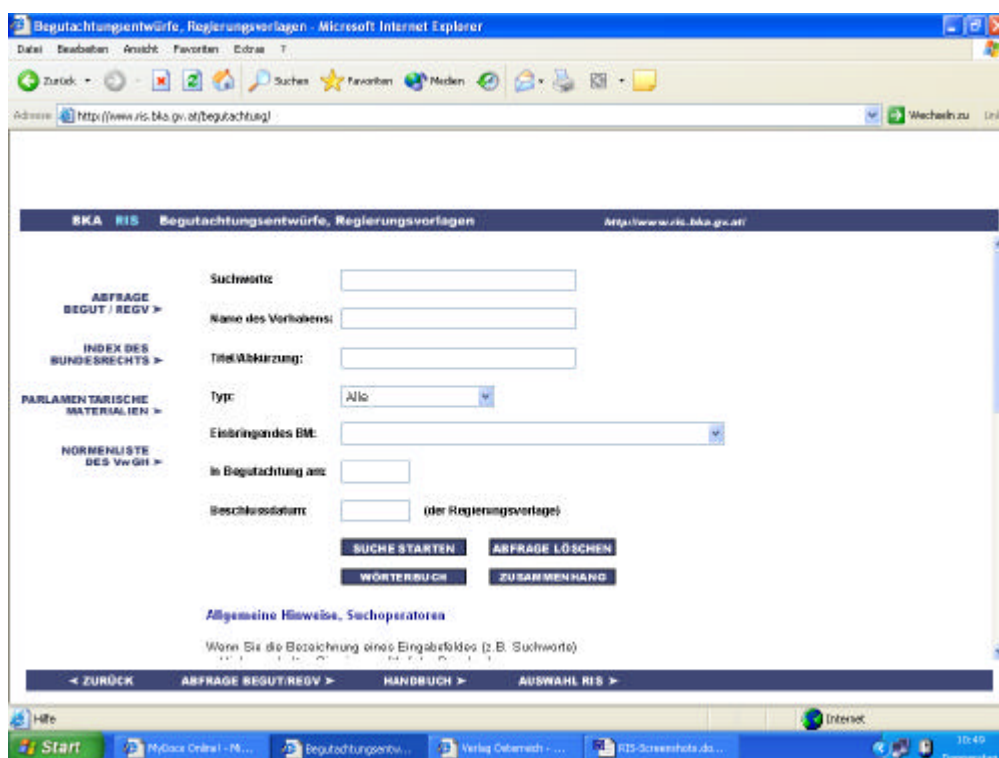 Begutachtungsentwürfe, Regierungsvorlagen - Microsoft Internet Explorer
Datei Bearbeiten Ansicht Favoriten Extras ?
Zurück Suchen Favoriten Medien
Adresse http://www.ris.bka.gv.at/begutachtung/ Wechseln zu
BKA RIS Begutachtungsentwürfe, Regierungsvorlagen http://www.ris.bka.gv.at/
Suchworte:
ABFRAGE
BEGUT / REGV >
Name des Vorhabens:
INDEX DES
BUNDESRECHTS >
Titel/Abkürzung:
PARLAMENTARISCHE
MATERIALIEN >
Typ: Alle
Einbringendes BM:
NORMENLISTE
DES VwGH >
In Begutachtung am:
Beschlussdatum: (der Regierungsvorlage)
SUCHE STARTEN ABFRAGE LÖSCHEN
WÖRTERBUCH ZUSAMMENHANG
Allgemeine Hinweise, Suchoperatoren
Wenn Sie die Bezeichnung eines Eingabefeldes (z.B. Suchworte)
< ZURÜCK ABFRAGE BEGUT/REGV > HANDBUCH > AUSWAHL RIS >
Hilfe Internet
Start MyDocs Online! - Mi... Begutachtungsentw... Verlag Österreich - ... RIS-Screenshots.do... 10:49